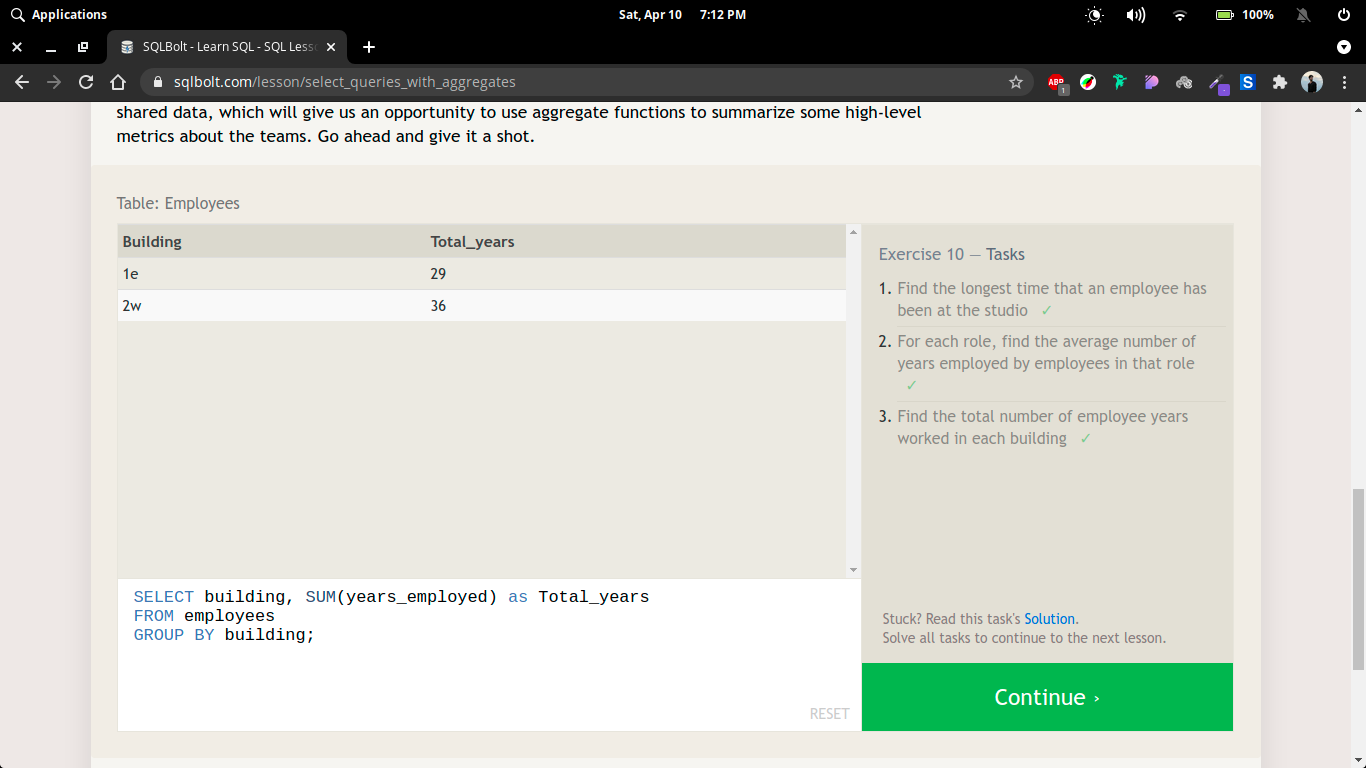 Applications
Sat, Apr 10 7:12 PM
100%
SQLBolt - Learn SQL - SQL Less
sqlbolt.com/lesson/select_queries_with_aggregates
ABP
1
S
shared data, which will give us an opportunity to use aggregate functions to summarize some high-level
metrics about the teams. Go ahead and give it a shot.
Table: Employees
Building Total_years
1e 29
2w 36
SELECT building, SUM(years_employed) as Total_years
FROM employees
GROUP BY building;
RESET
Exercise 10 — Tasks
1. Find the longest time that an employee has
been at the studio ✓
2. For each role, find the average number of
years employed by employees in that role
✓
3. Find the total number of employee years
worked in each building ✓
Stuck? Read this task's Solution.
Solve all tasks to continue to the next lesson.
Continue ›